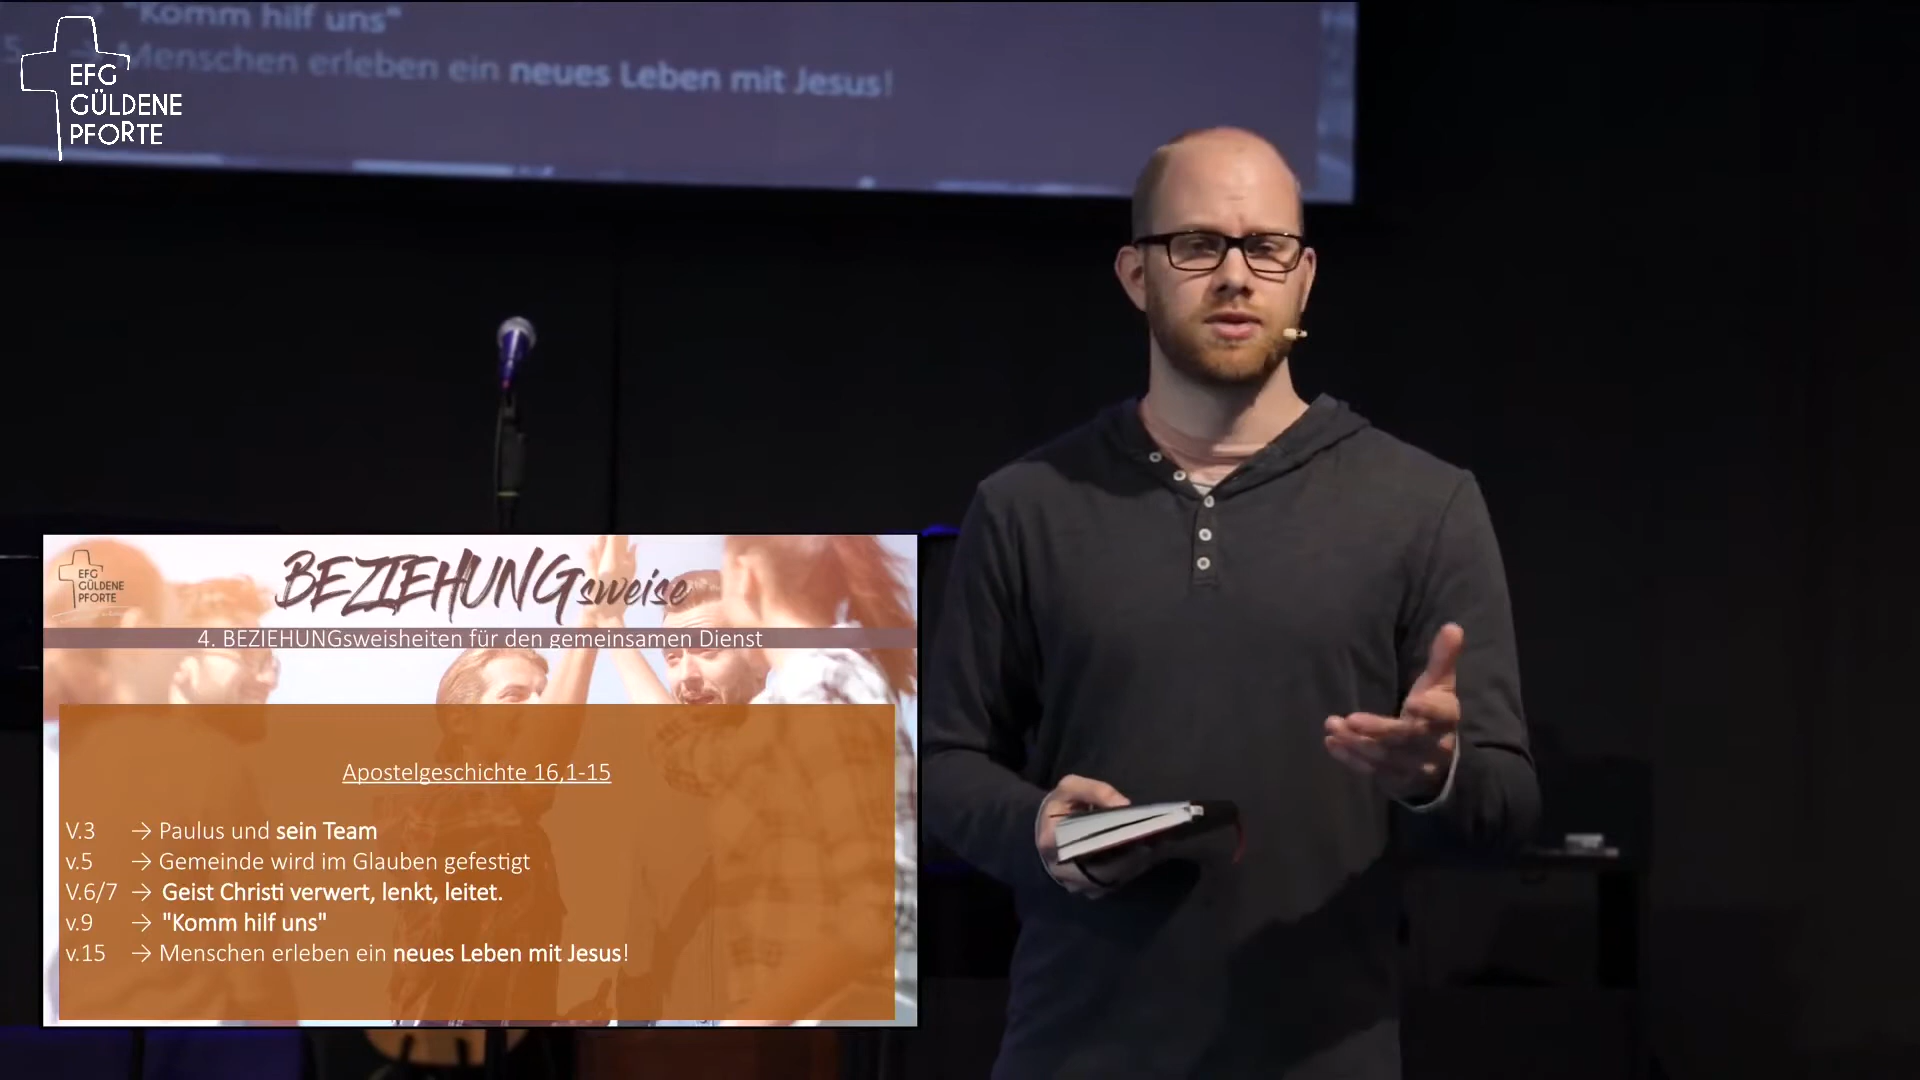 "Komm hilf uns"
5 → Menschen erleben ein neues Leben mit Jesus!
EFG
GÜLDENE
PFORTE
EFG
GÜLDENE
PFORTE
BEZIEHUNGsweise
4. BEZIEHUNGsweisheiten für den gemeinsamen Dienst
Apostelgeschichte 16,1-15
V.3 → Paulus und sein Team
v.5 → Gemeinde wird im Glauben gefestigt
V.6/7 → Geist Christi verwert, lenkt, leitet.
v.9 → "Komm hilf uns"
v.15 → Menschen erleben ein neues Leben mit Jesus!